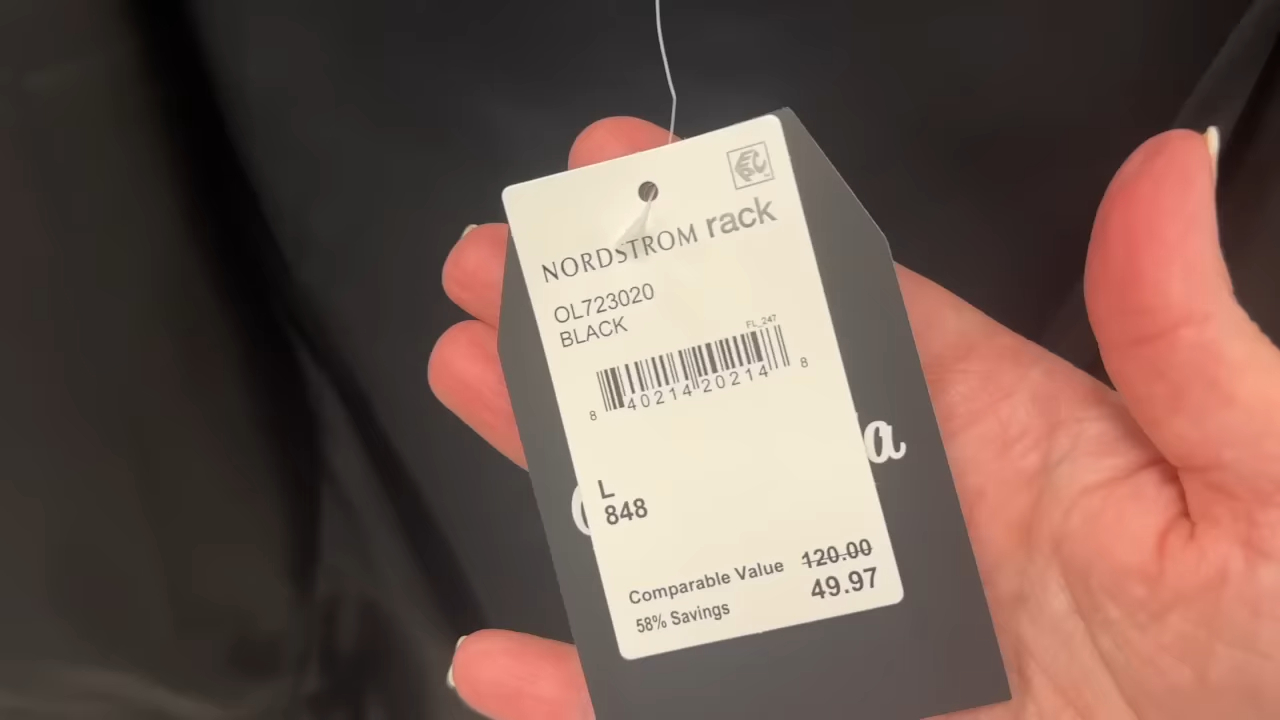 NORDSTROM rack
OL723020
BLACK
FL_247
8 40214 20214 8
L
848
Comparable Value 120.00
58% Savings 49.97
a